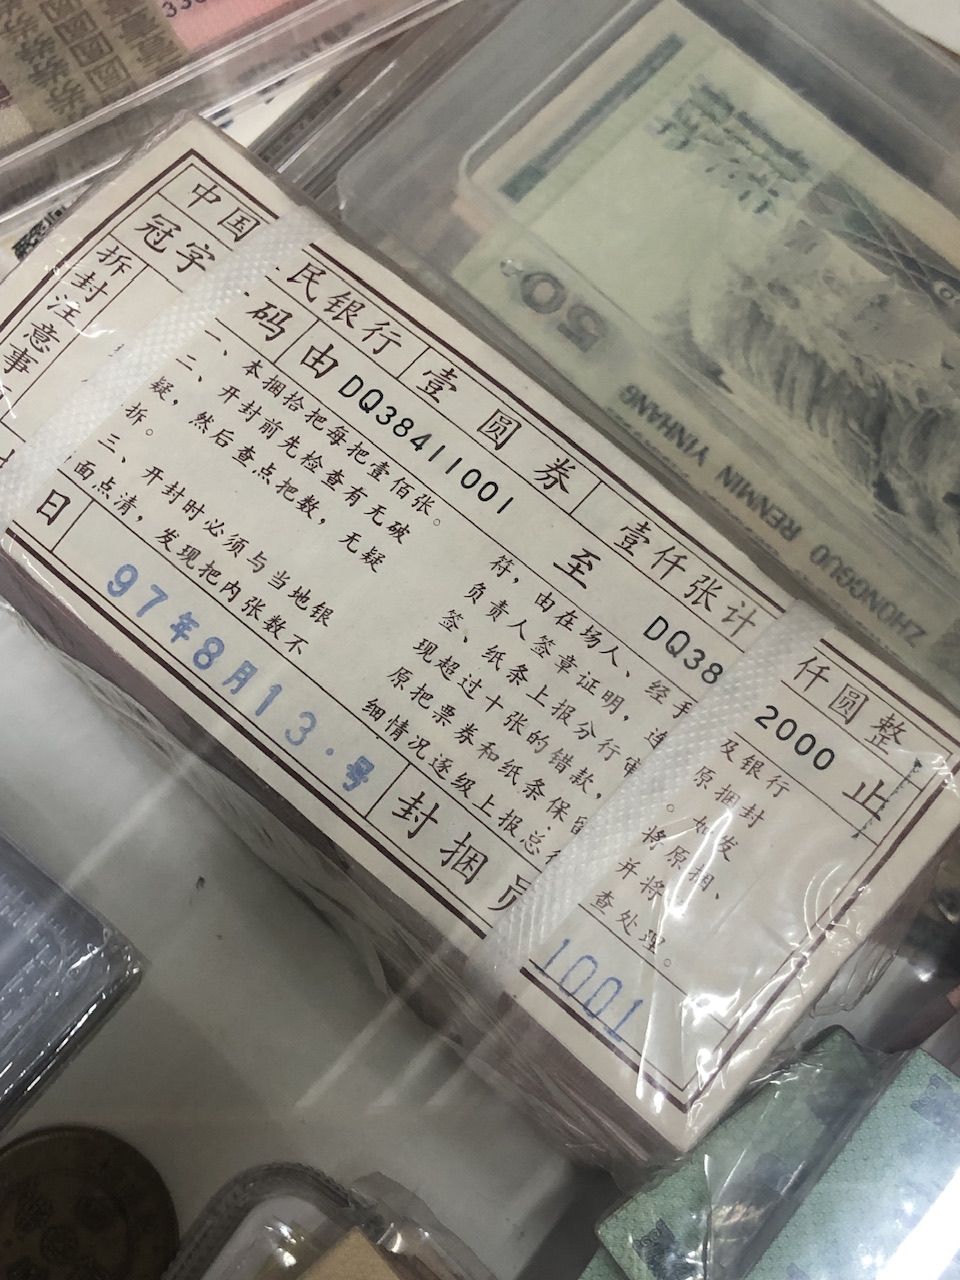 中国 民银行 壹圆券 壹仟张计 仟圆整
冠字 码 由 DQ38411001 至 DQ38 2000 止
拆封注意事
一、本捆拾把每把壹佰张。
二、开封前先检查有无破
疑，然后查点把数，无疑
拆。
三、开封时必须与当地银
面点清，发现把内张数不
符，由在场人、经手 及银行
负责人签章证明，连 原捆封
签、纸条上报分行审 。如发
现超过十张的错款， 将原捆、
原把票券和纸条保留 并将
细情况逐级上报总行 查处理。
日 97年8月13·号 封捆员 1001
50
ZHONGGUO RENMIN YINHANG